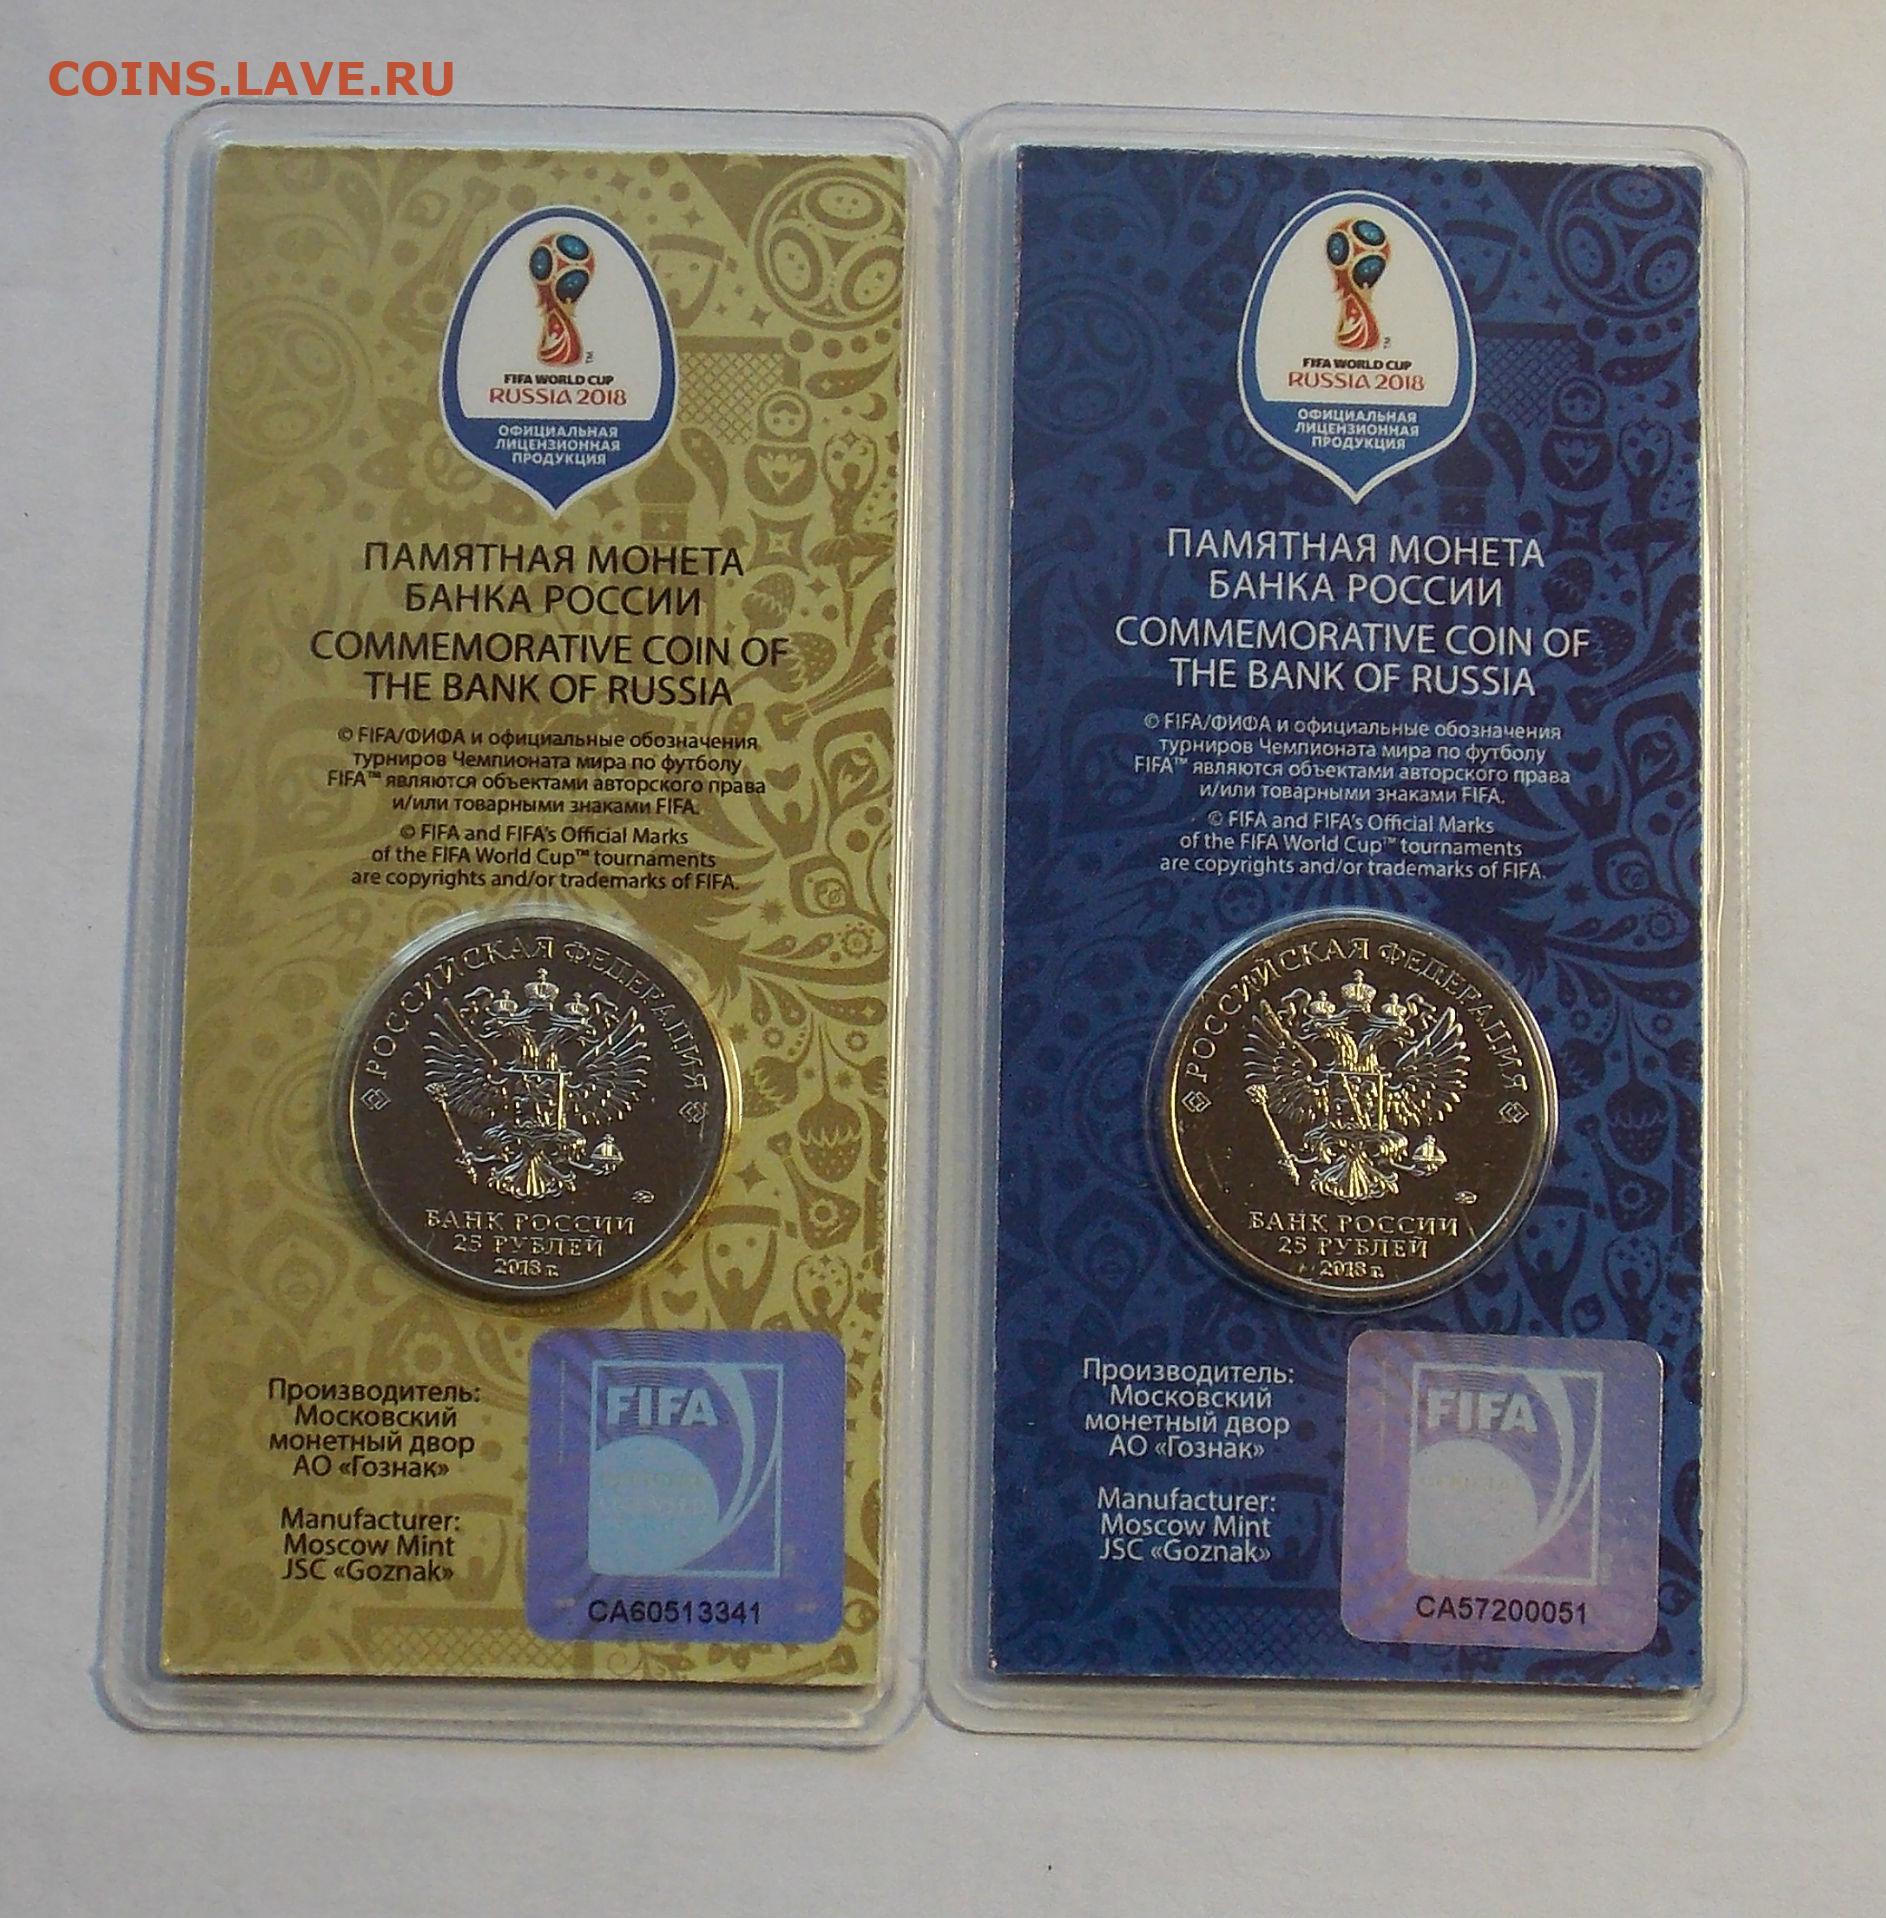 COINS.LAVE.RU
FIFA WORLD CUP
RUSSIA 2018
ОФИЦИАЛЬНАЯ
ЛИЦЕНЗИОННАЯ
ПРОДУКЦИЯ
ПАМЯТНАЯ МОНЕТА
БАНКА РОССИИ
COMMEMORATIVE COIN OF
THE BANK OF RUSSIA
© FIFA/ФИФА и официальные обозначения
турниров Чемпионата мира по футболу
FIFA™ являются объектами авторского права
и/или товарными знаками FIFA.
© FIFA and FIFA's Official Marks
of the FIFA World Cup™ tournaments
are copyrights and/or trademarks of FIFA.
РОССИЙСКАЯ ФЕДЕРАЦИЯ
БАНК РОССИИ
25 РУБЛЕЙ
2018 г.
Производитель:
Московский
монетный двор
АО «Гознак»
Manufacturer:
Moscow Mint
JSC «Goznak»
FIFA
CA60513341
FIFA WORLD CUP
RUSSIA 2018
ОФИЦИАЛЬНАЯ
ЛИЦЕНЗИОННАЯ
ПРОДУКЦИЯ
ПАМЯТНАЯ МОНЕТА
БАНКА РОССИИ
COMMEMORATIVE COIN OF
THE BANK OF RUSSIA
© FIFA/ФИФА и официальные обозначения
турниров Чемпионата мира по футболу
FIFA™ являются объектами авторского права
и/или товарными знаками FIFA.
© FIFA and FIFA's Official Marks
of the FIFA World Cup™ tournaments
are copyrights and/or trademarks of FIFA.
РОССИЙСКАЯ ФЕДЕРАЦИЯ
БАНК РОССИИ
25 РУБЛЕЙ
2018 г.
Производитель:
Московский
монетный двор
АО «Гознак»
Manufacturer:
Moscow Mint
JSC «Goznak»
FIFA
CA57200051